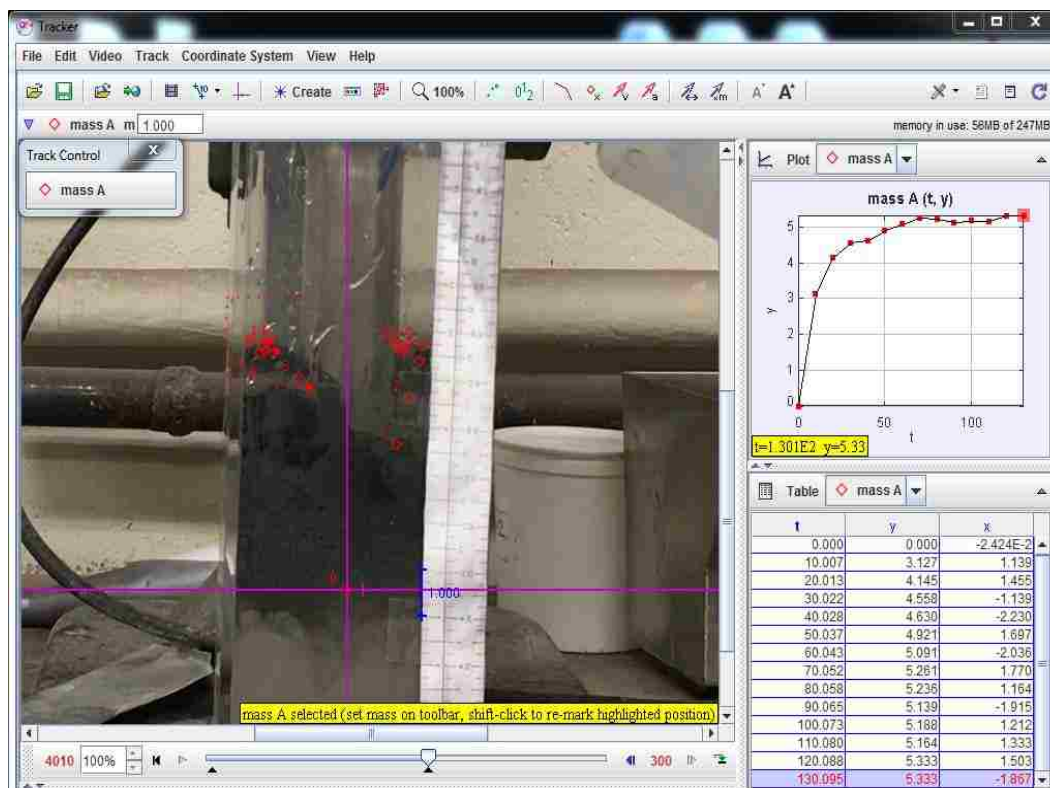 Tracker
File Edit Video Track Coordinate System View Help
Create 100%
mass A m 1.000 memory in use: 56MB of 247MB
Track Control X
mass A
1.000
mass A selected (set mass on toolbar, shift-click to re-mark highlighted position)
4010 100% 300
Plot mass A
mass A (t, y)
y
5
4
3
2
1
0
0 50 100
t
t=1.301E2 y=5.33
Table mass A
t y x
0.000 0.000 -2.424E-2
10.007 3.127 1.139
20.013 4.145 1.455
30.022 4.558 -1.139
40.028 4.630 -2.230
50.037 4.921 1.697
60.043 5.091 -2.036
70.052 5.261 1.770
80.058 5.236 1.164
90.065 5.139 -1.915
100.073 5.188 1.212
110.080 5.164 1.333
120.088 5.333 1.503
130.095 5.333 -1.867